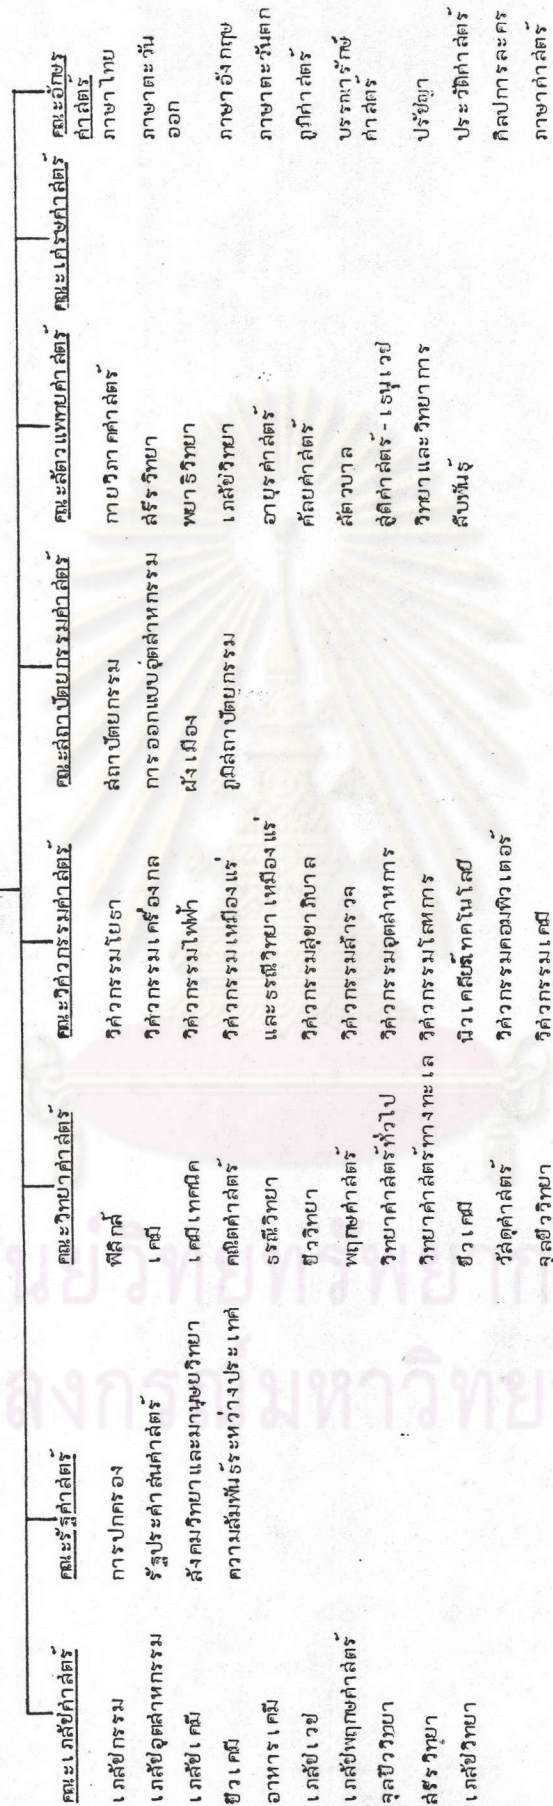 คณะเภสัชศาสตร์
เภสัชกรรม
เภสัชอุตสาหกรรม
เภสัชเคมี
ชีวเคมี
อาหารเคมี
เภสัชเวช
เภสัชพฤกษศาสตร์
จุลชีววิทยา
สรีรวิทยา
เภสัชวิทยา
คณะรัฐศาสตร์
การปกครอง
รัฐประศาสนศาสตร์
สังคมวิทยาและมานุษยวิทยา
ความสัมพันธ์ระหว่างประเทศ
คณะวิทยาศาสตร์
ฟิสิกส์
เคมี
เคมีเทคนิค
คณิตศาสตร์
ธรณีวิทยา
ชีววิทยา
พฤกษศาสตร์
วิทยาศาสตร์ทั่วไป
วิทยาศาสตร์ทางทะเล
ชีวเคมี
วัสดุศาสตร์
จุลชีววิทยา
คณะวิศวกรรมศาสตร์
วิศวกรรมโยธา
วิศวกรรมเครื่องกล
วิศวกรรมไฟฟ้า
วิศวกรรมเหมืองแร่
และธรณีวิทยาเหมืองแร่
วิศวกรรมสุขาภิบาล
วิศวกรรมสำรวจ
วิศวกรรมอุตสาหการ
วิศวกรรมโลหการ
นิวเคลียร์เทคโนโลยี
วิศวกรรมคอมพิวเตอร์
วิศวกรรมเคมี
คณะสถาปัตยกรรมศาสตร์
สถาปัตยกรรม
การออกแบบอุตสาหกรรม
ผังเมือง
ภูมิสถาปัตยกรรม
คณะสัตวแพทยศาสตร์
กายวิภาคศาสตร์
สรีรวิทยา
พยาธิวิทยา
เภสัชวิทยา
อายุรศาสตร์
ศัลยศาสตร์
สัตวบาล
สูติศาสตร์-เธนุเวช
วิทยาและวิทยาการ
สืบพันธุ์
คณะเศรษฐศาสตร์
คณะอักษร
ศาสตร์
ภาษาไทย
ภาษาตะวัน
ออก
ภาษาอังกฤษ
ภาษาตะวันตก
ภูมิศาสตร์
บรรณารักษ์
ศาสตร์
ปรัชญา
ประวัติศาสตร์
ศิลปการละคร
ภาษาศาสตร์